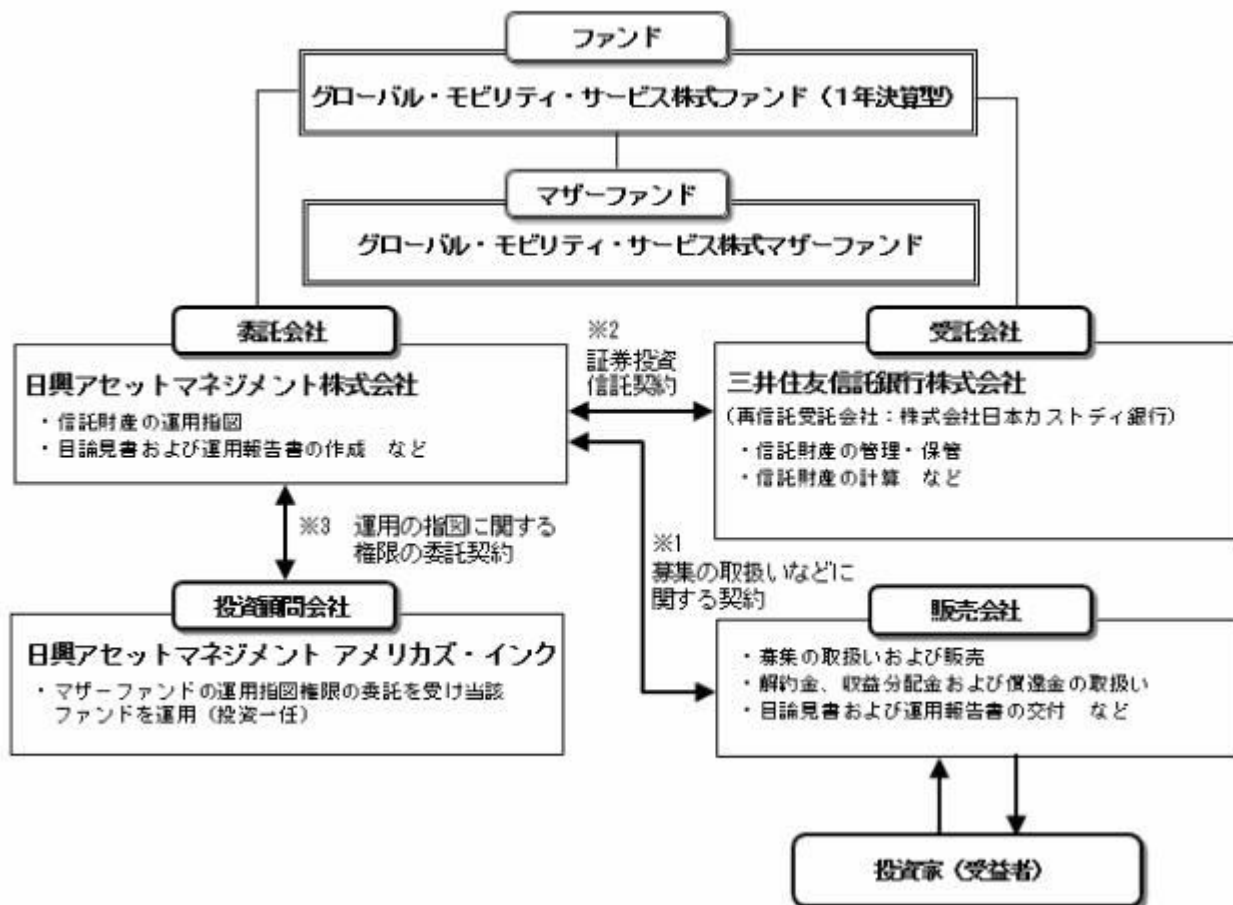 ファンド
グローバル・モビリティ・サービス株式ファンド（1年決算型）
マザーファンド
グローバル・モビリティ・サービス株式マザーファンド
委託会社
日興アセットマネジメント株式会社
・信託財産の運用指図
・目論見書および運用報告書の作成　など
※2
証券投資
信託契約
受託会社
三井住友信託銀行株式会社
（再信託受託会社：株式会社日本カストディ銀行）
・信託財産の管理・保管
・信託財産の計算　など
※3　運用の指図に関する
権限の委託契約
※1
募集の取扱いなどに
関する契約
投資顧問会社
日興アセットマネジメント アメリカズ・インク
・マザーファンドの運用指図権限の委託を受け当該
ファンドを運用（投資一任）
販売会社
・募集の取扱いおよび販売
・解約金、収益分配金および償還金の取扱い
・目論見書および運用報告書の交付　など
投資家（受益者）